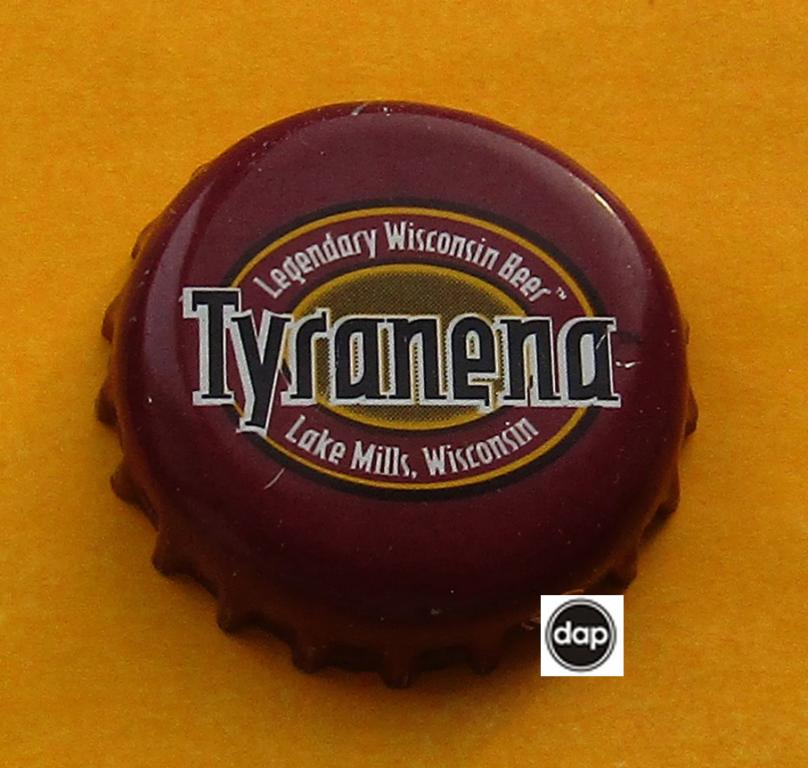 Legendary Wisconsin Beer™
Tyranena™
Lake Mills, Wisconsin
dap